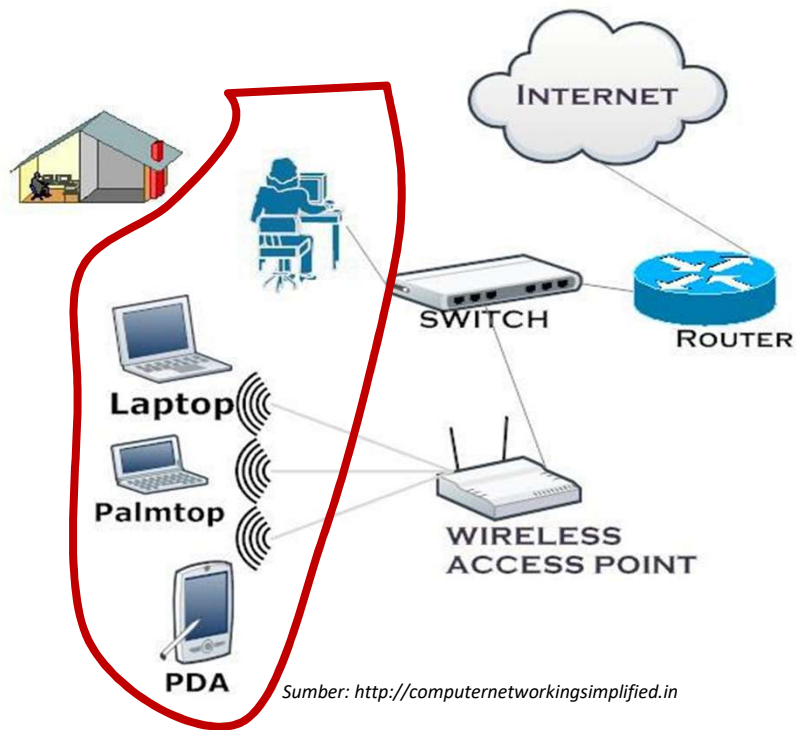 INTERNET
SWITCH
ROUTER
Laptop
Palmtop
WIRELESS
ACCESS POINT
PDA
Sumber: http://computernetworkingsimplified.in